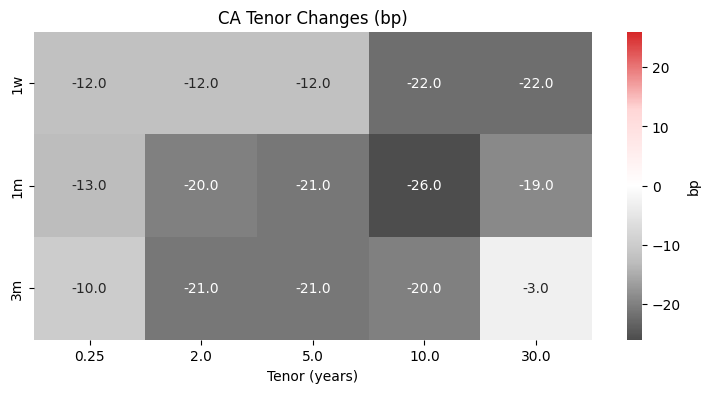 CA Tenor Changes (bp)
1w
-12.0 -12.0 -12.0 -22.0 -22.0
1m
-13.0 -20.0 -21.0 -26.0 -19.0
3m
-10.0 -21.0 -21.0 -20.0 -3.0
0.25 2.0 5.0 10.0 30.0
Tenor (years)
20
10
0
−10
−20
bp